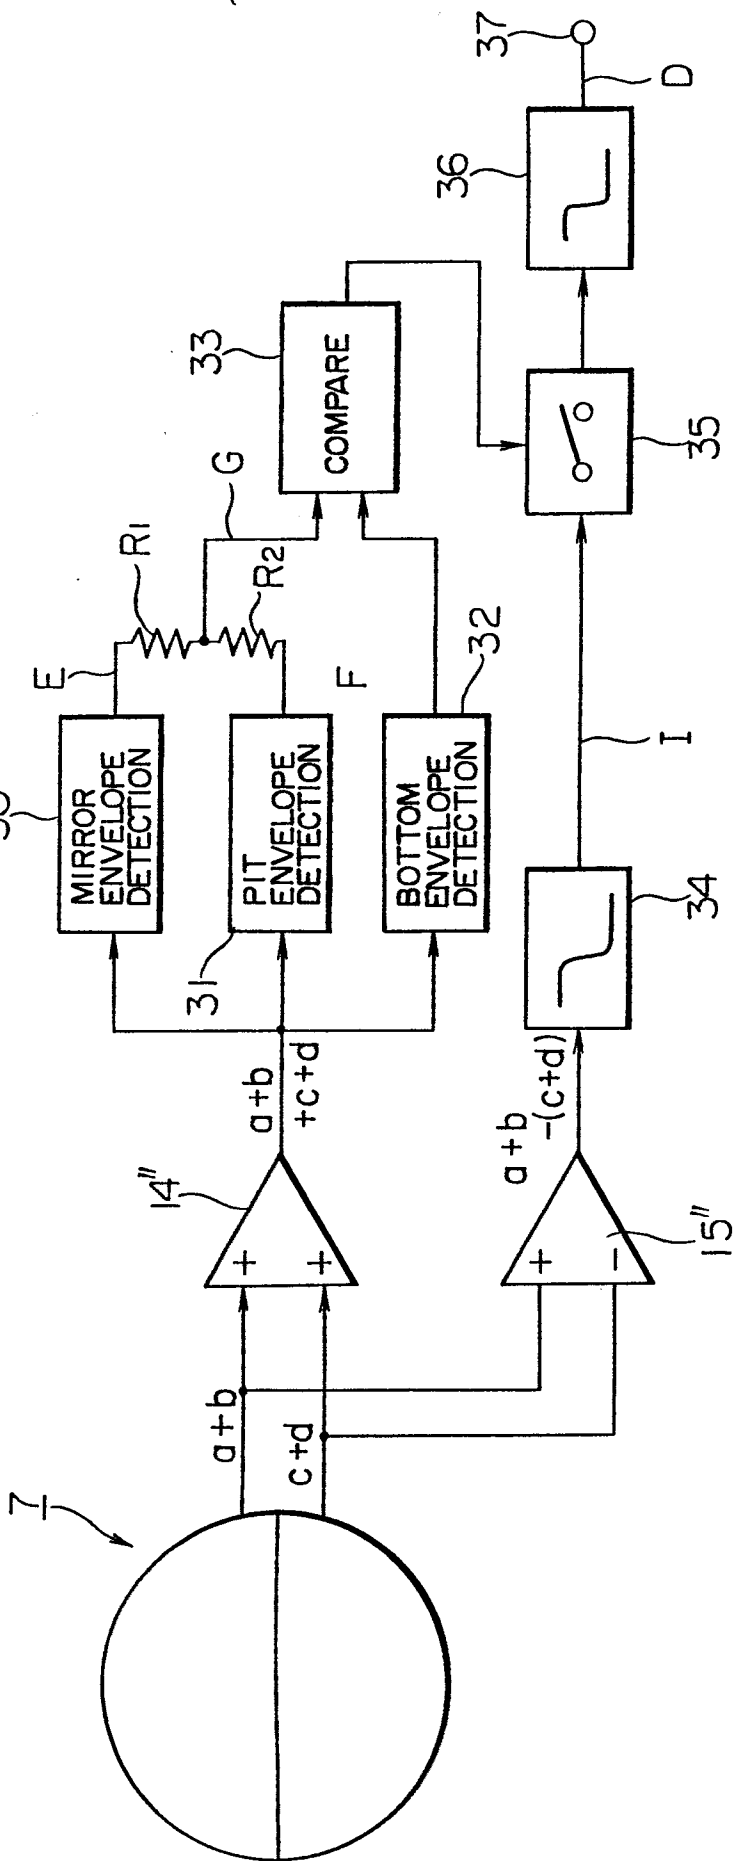 7
a+b
c+d
14"
+
+
a+b
+c+d
15"
+
−
a+b
−(c+d)
MIRROR
ENVELOPE
DETECTION
31
PIT
ENVELOPE
DETECTION
32
BOTTOM
ENVELOPE
DETECTION
E
R1
R2
G
F
33
COMPARE
34
I
35
36
D
37